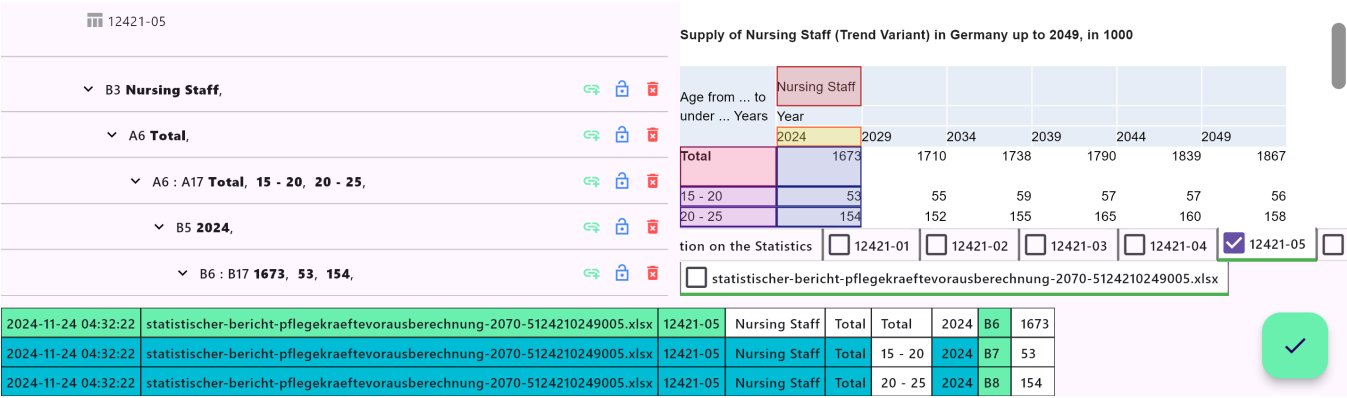 12421-05
B3 Nursing Staff,
A6 Total,
A6 : A17 Total, 15 - 20, 20 - 25,
B5 2024,
B6 : B17 1673, 53, 154,
Supply of Nursing Staff (Trend Variant) in Germany up to 2049, in 1000
Age from ... to under ... Years
Nursing Staff
Year
2024 2029 2034 2039 2044 2049
Total 1673 1710 1738 1790 1839 1867
15 - 20 53 55 59 57 57 56
20 - 25 154 152 155 165 160 158
tion on the Statistics 12421-01 12421-02 12421-03 12421-04 12421-05
statistischer-bericht-pflegekraeftevorausberechnung-2070-5124210249005.xlsx
2024-11-24 04:32:22 statistischer-bericht-pflegekraeftevorausberechnung-2070-5124210249005.xlsx 12421-05 Nursing Staff Total Total 2024 B6 1673
2024-11-24 04:32:22 statistischer-bericht-pflegekraeftevorausberechnung-2070-5124210249005.xlsx 12421-05 Nursing Staff Total 15 - 20 2024 B7 53
2024-11-24 04:32:22 statistischer-bericht-pflegekraeftevorausberechnung-2070-5124210249005.xlsx 12421-05 Nursing Staff Total 20 - 25 2024 B8 154